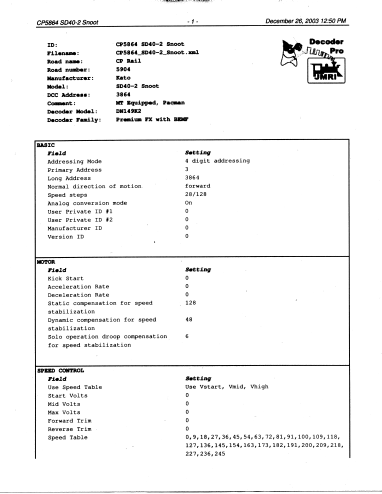 CP5864 SD40-2 Snoot - 1 - December 26, 2003 12:50 PM
ID: CP5864 SD40-2 Snoot
Filename: CP5864_SD40-2_Snoot.xml
Road name: CP Rail
Road number: 5904
Manufacturer: Kato
Model: SD40-2 Snoot
DCC Address: 3864
Comment: MT Equipped, Pacman
Decoder Model: DN149K2
Decoder Family: Premium FX with BEMF
Decoder
Pro
JMRI
BASIC
Field Setting
Addressing Mode 4 digit addressing
Primary Address 3
Long Address 3864
Normal direction of motion forward
Speed steps 28/128
Analog conversion mode On
User Private ID #1 0
User Private ID #2 0
Manufacturer ID 0
Version ID 0
MOTOR
Field Setting
Kick Start 0
Acceleration Rate 0
Deceleration Rate 0
Static compensation for speed 128
stabilization
Dynamic compensation for speed 48
stabilization
Solo operation droop compensation 6
for speed stabilization
SPEED CONTROL
Field Setting
Use Speed Table Use Vstart, Vmid, Vhigh
Start Volts 0
Mid Volts 0
Max Volts 0
Forward Trim 0
Reverse Trim 0
Speed Table 0,9,18,27,36,45,54,63,72,81,91,100,109,118,
127,136,145,154,163,173,182,191,200,209,218,
227,236,245